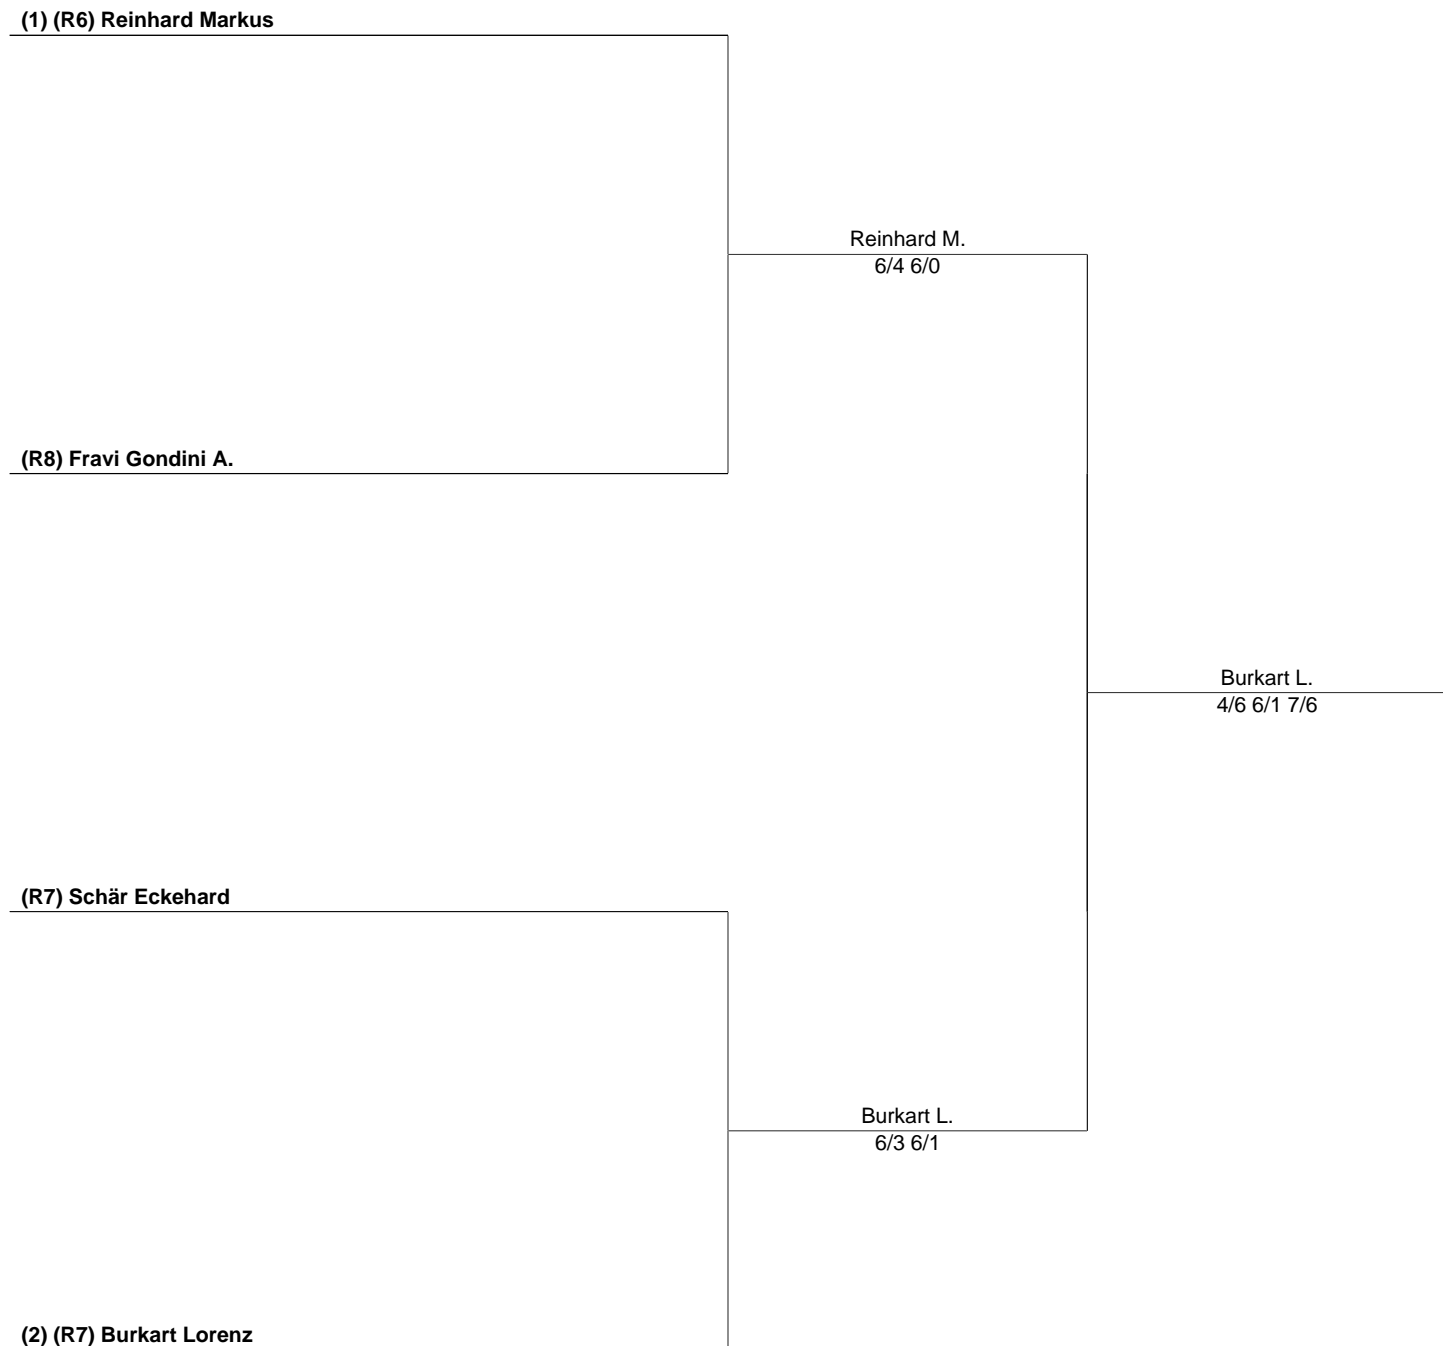 (1) (R6) Reinhard Markus
Reinhard M.
6/4 6/0
(R8) Fravi Gondini A.
Burkart L.
4/6 6/1 7/6
(R7) Schär Eckehard
Burkart L.
6/3 6/1
(2) (R7) Burkart Lorenz